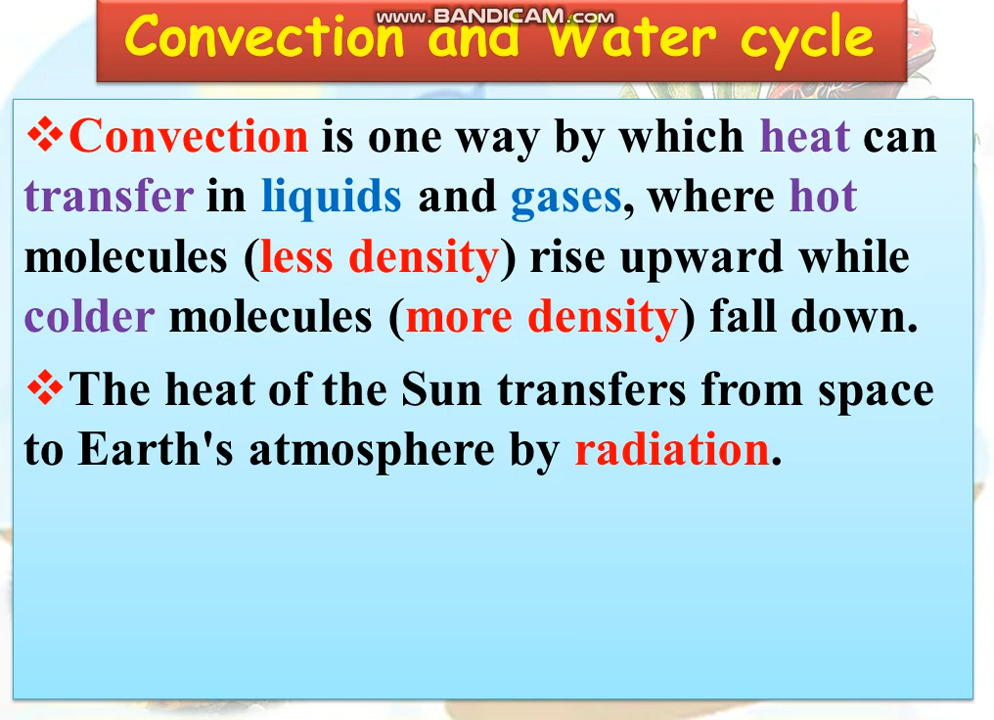 www.BANDICAM.com
Convection and Water cycle
❖Convection is one way by which heat can
transfer in liquids and gases, where hot
molecules (less density) rise upward while
colder molecules (more density) fall down.
❖The heat of the Sun transfers from space
to Earth's atmosphere by radiation.